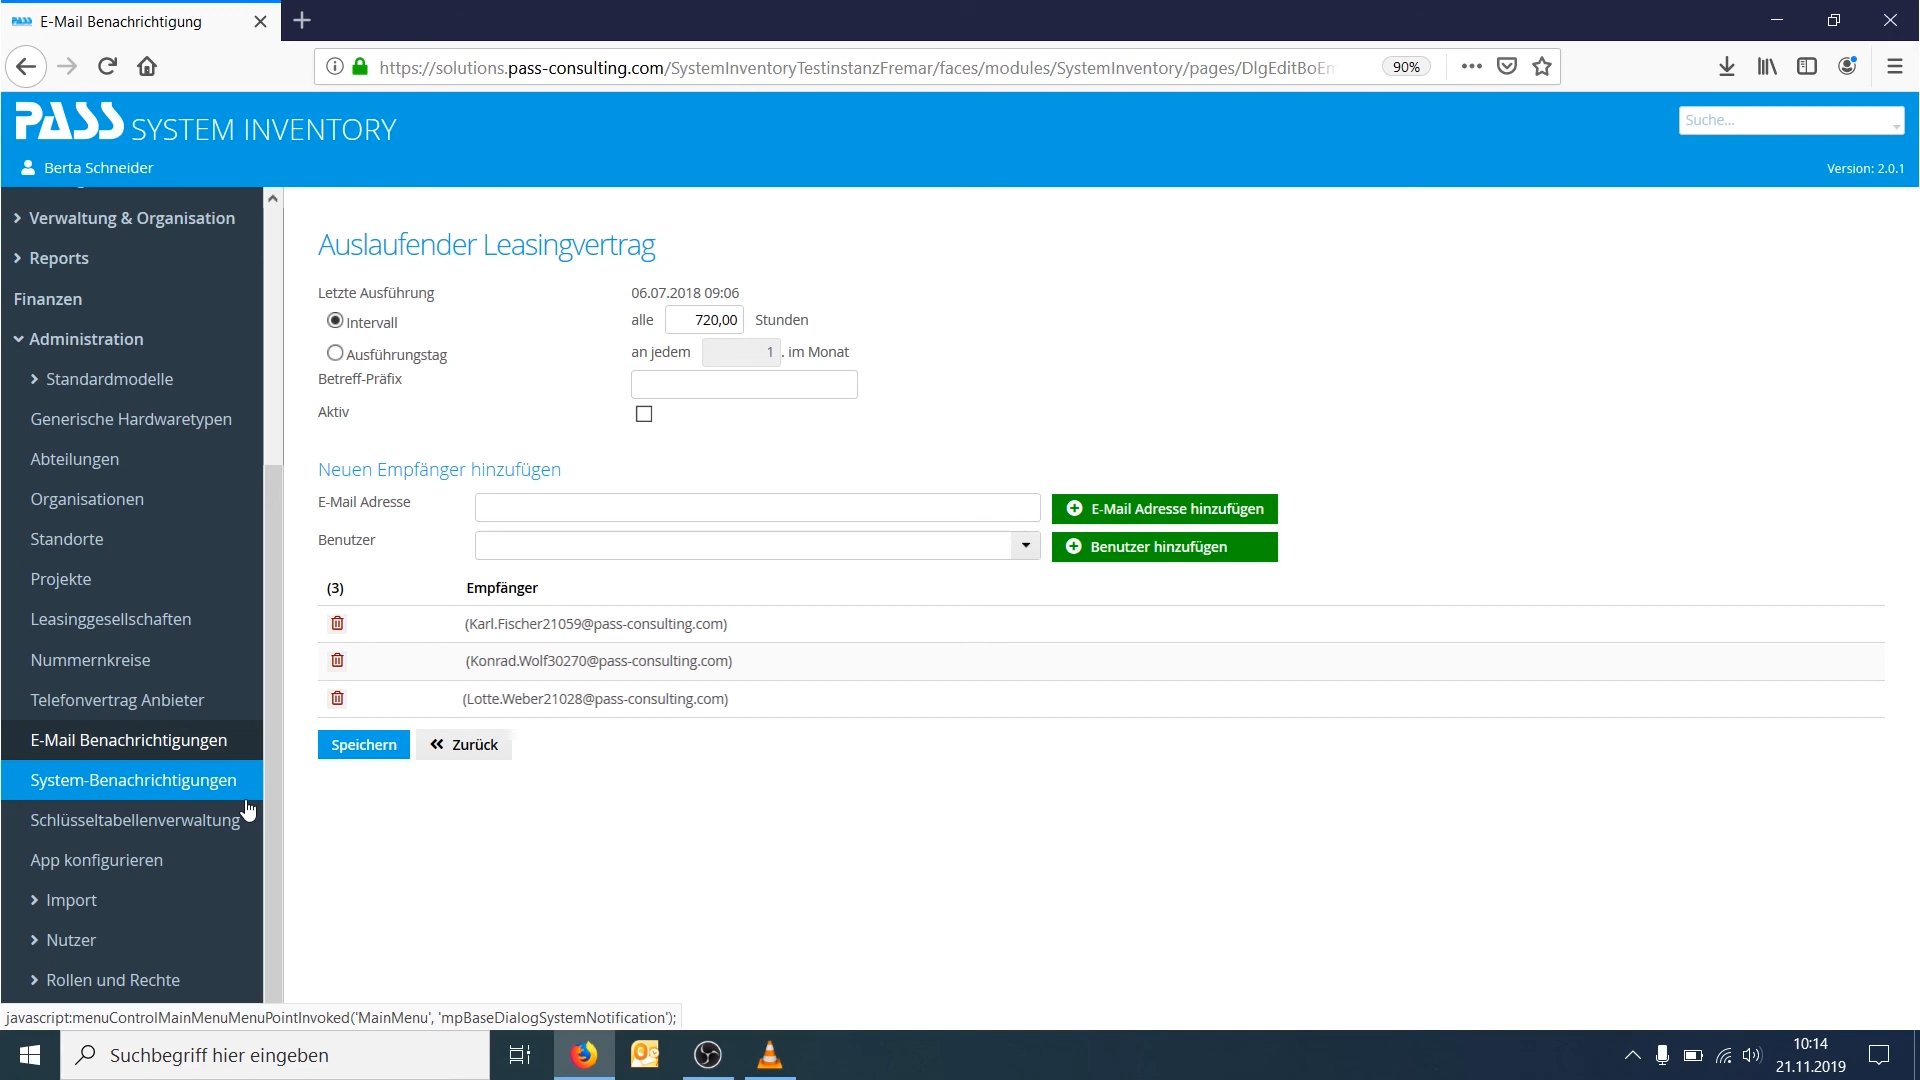 PASS E-Mail Benachrichtigung
https://solutions.pass-consulting.com/SystemInventoryTestinstanzFremar/faces/modules/SystemInventory/pages/DlgEditBoEm
90%
PASS SYSTEM INVENTORY
Suche...
Berta Schneider
Version: 2.0.1
Verwaltung & Organisation
Reports
Finanzen
Administration
Standardmodelle
Generische Hardwaretypen
Abteilungen
Organisationen
Standorte
Projekte
Leasinggesellschaften
Nummernkreise
Telefonvertrag Anbieter
E-Mail Benachrichtigungen
System-Benachrichtigungen
Schlüsseltabellenverwaltung
App konfigurieren
Import
Nutzer
Rollen und Rechte
Auslaufender Leasingvertrag
Letzte Ausführung 06.07.2018 09:06
Intervall alle 720,00 Stunden
Ausführungstag an jedem 1 . im Monat
Betreff-Präfix
Aktiv
Neuen Empfänger hinzufügen
E-Mail Adresse E-Mail Adresse hinzufügen
Benutzer Benutzer hinzufügen
(3) Empfänger
(Karl.Fischer21059@pass-consulting.com)
(Konrad.Wolf30270@pass-consulting.com)
(Lotte.Weber21028@pass-consulting.com)
Speichern Zurück
javascript:menuControlMainMenuMenuPointInvoked('MainMenu', 'mpBaseDialogSystemNotification');
Suchbegriff hier eingeben
10:14
21.11.2019